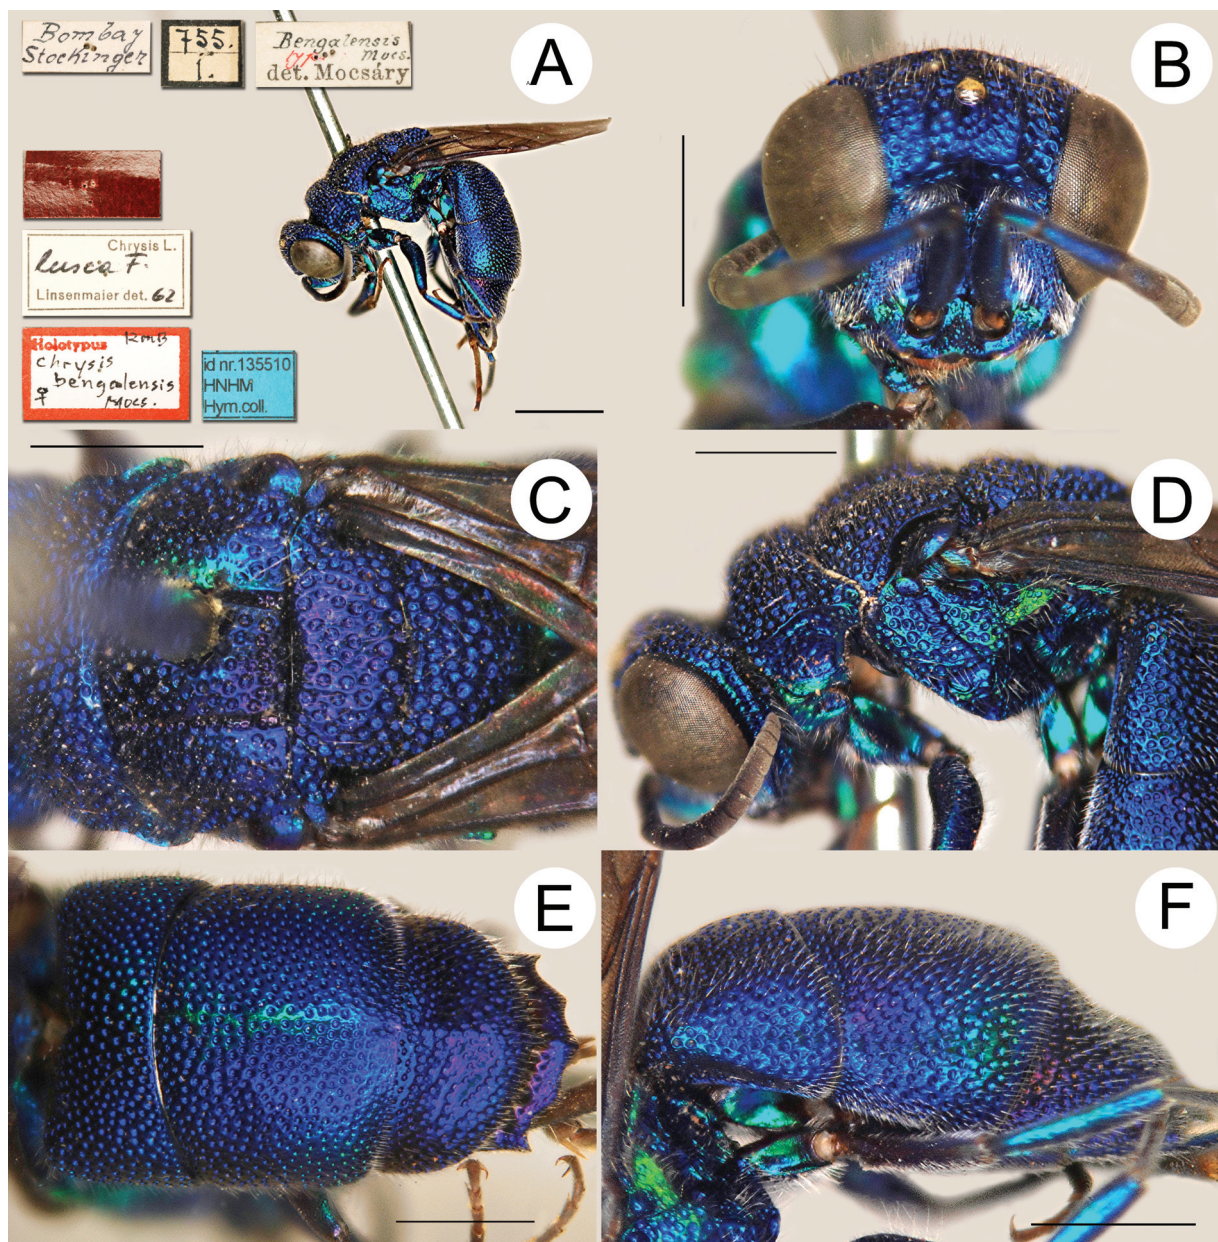 Bombay
Stockinger
755.
1.
Bengalensis
Mocs.
det. Mocsáry
A
B
Chrysis L.
lusca F.
Linsenmaier det. 62
Holotypus
Chrysis
bengalensis
♀ Mocs.
id nr.135510
HNHM
Hym.coll.
C
D
E
F